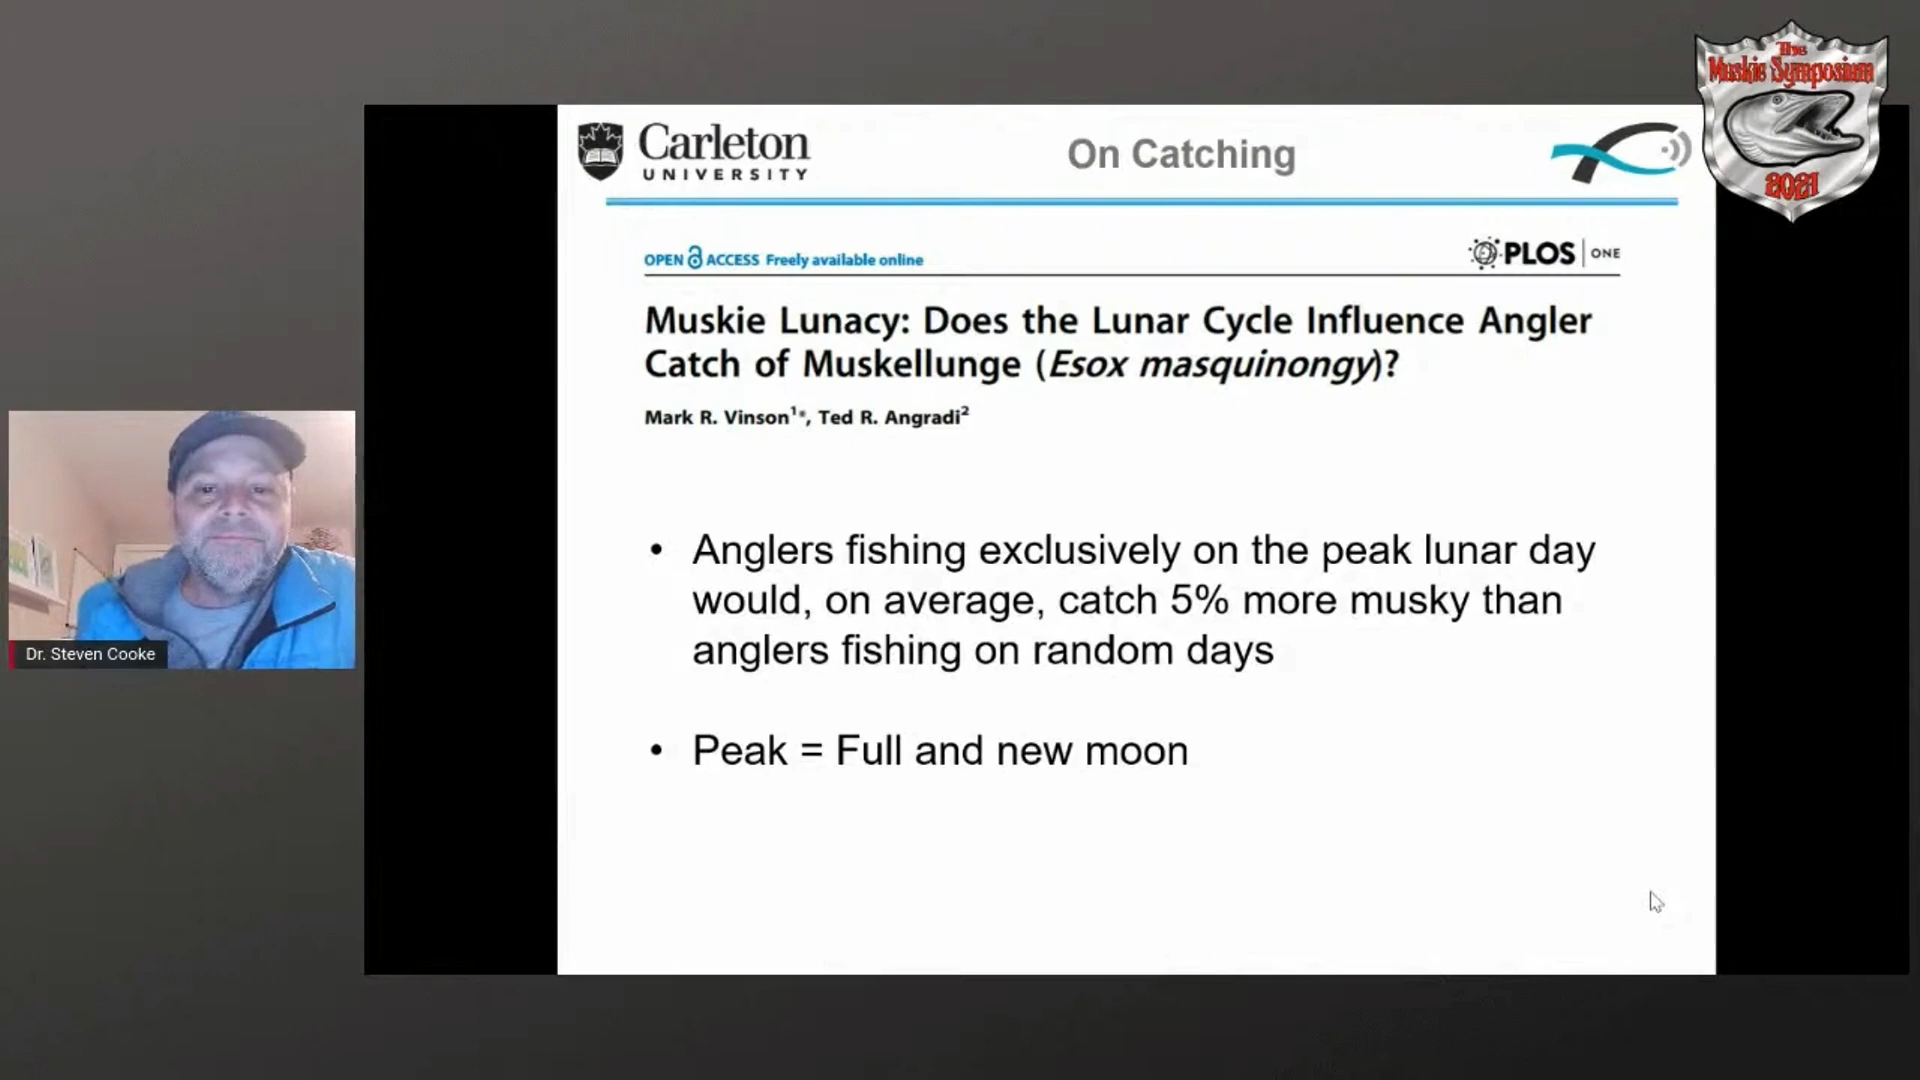 The
Muskie Symposium
2021
Carleton
UNIVERSITY
On Catching
OPEN ACCESS Freely available online
PLOS ONE
Muskie Lunacy: Does the Lunar Cycle Influence Angler
Catch of Muskellunge (Esox masquinongy)?
Mark R. Vinson1*, Ted R. Angradi2
• Anglers fishing exclusively on the peak lunar day
would, on average, catch 5% more musky than
anglers fishing on random days
• Peak = Full and new moon
Dr. Steven Cooke